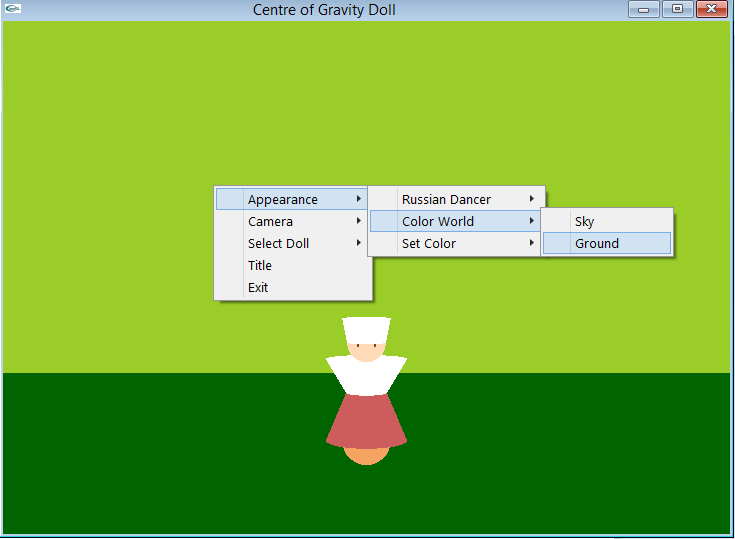 Centre of Gravity Doll
Appearance
Camera
Select Doll
Title
Exit
Russian Dancer
Color World
Set Color
Sky
Ground